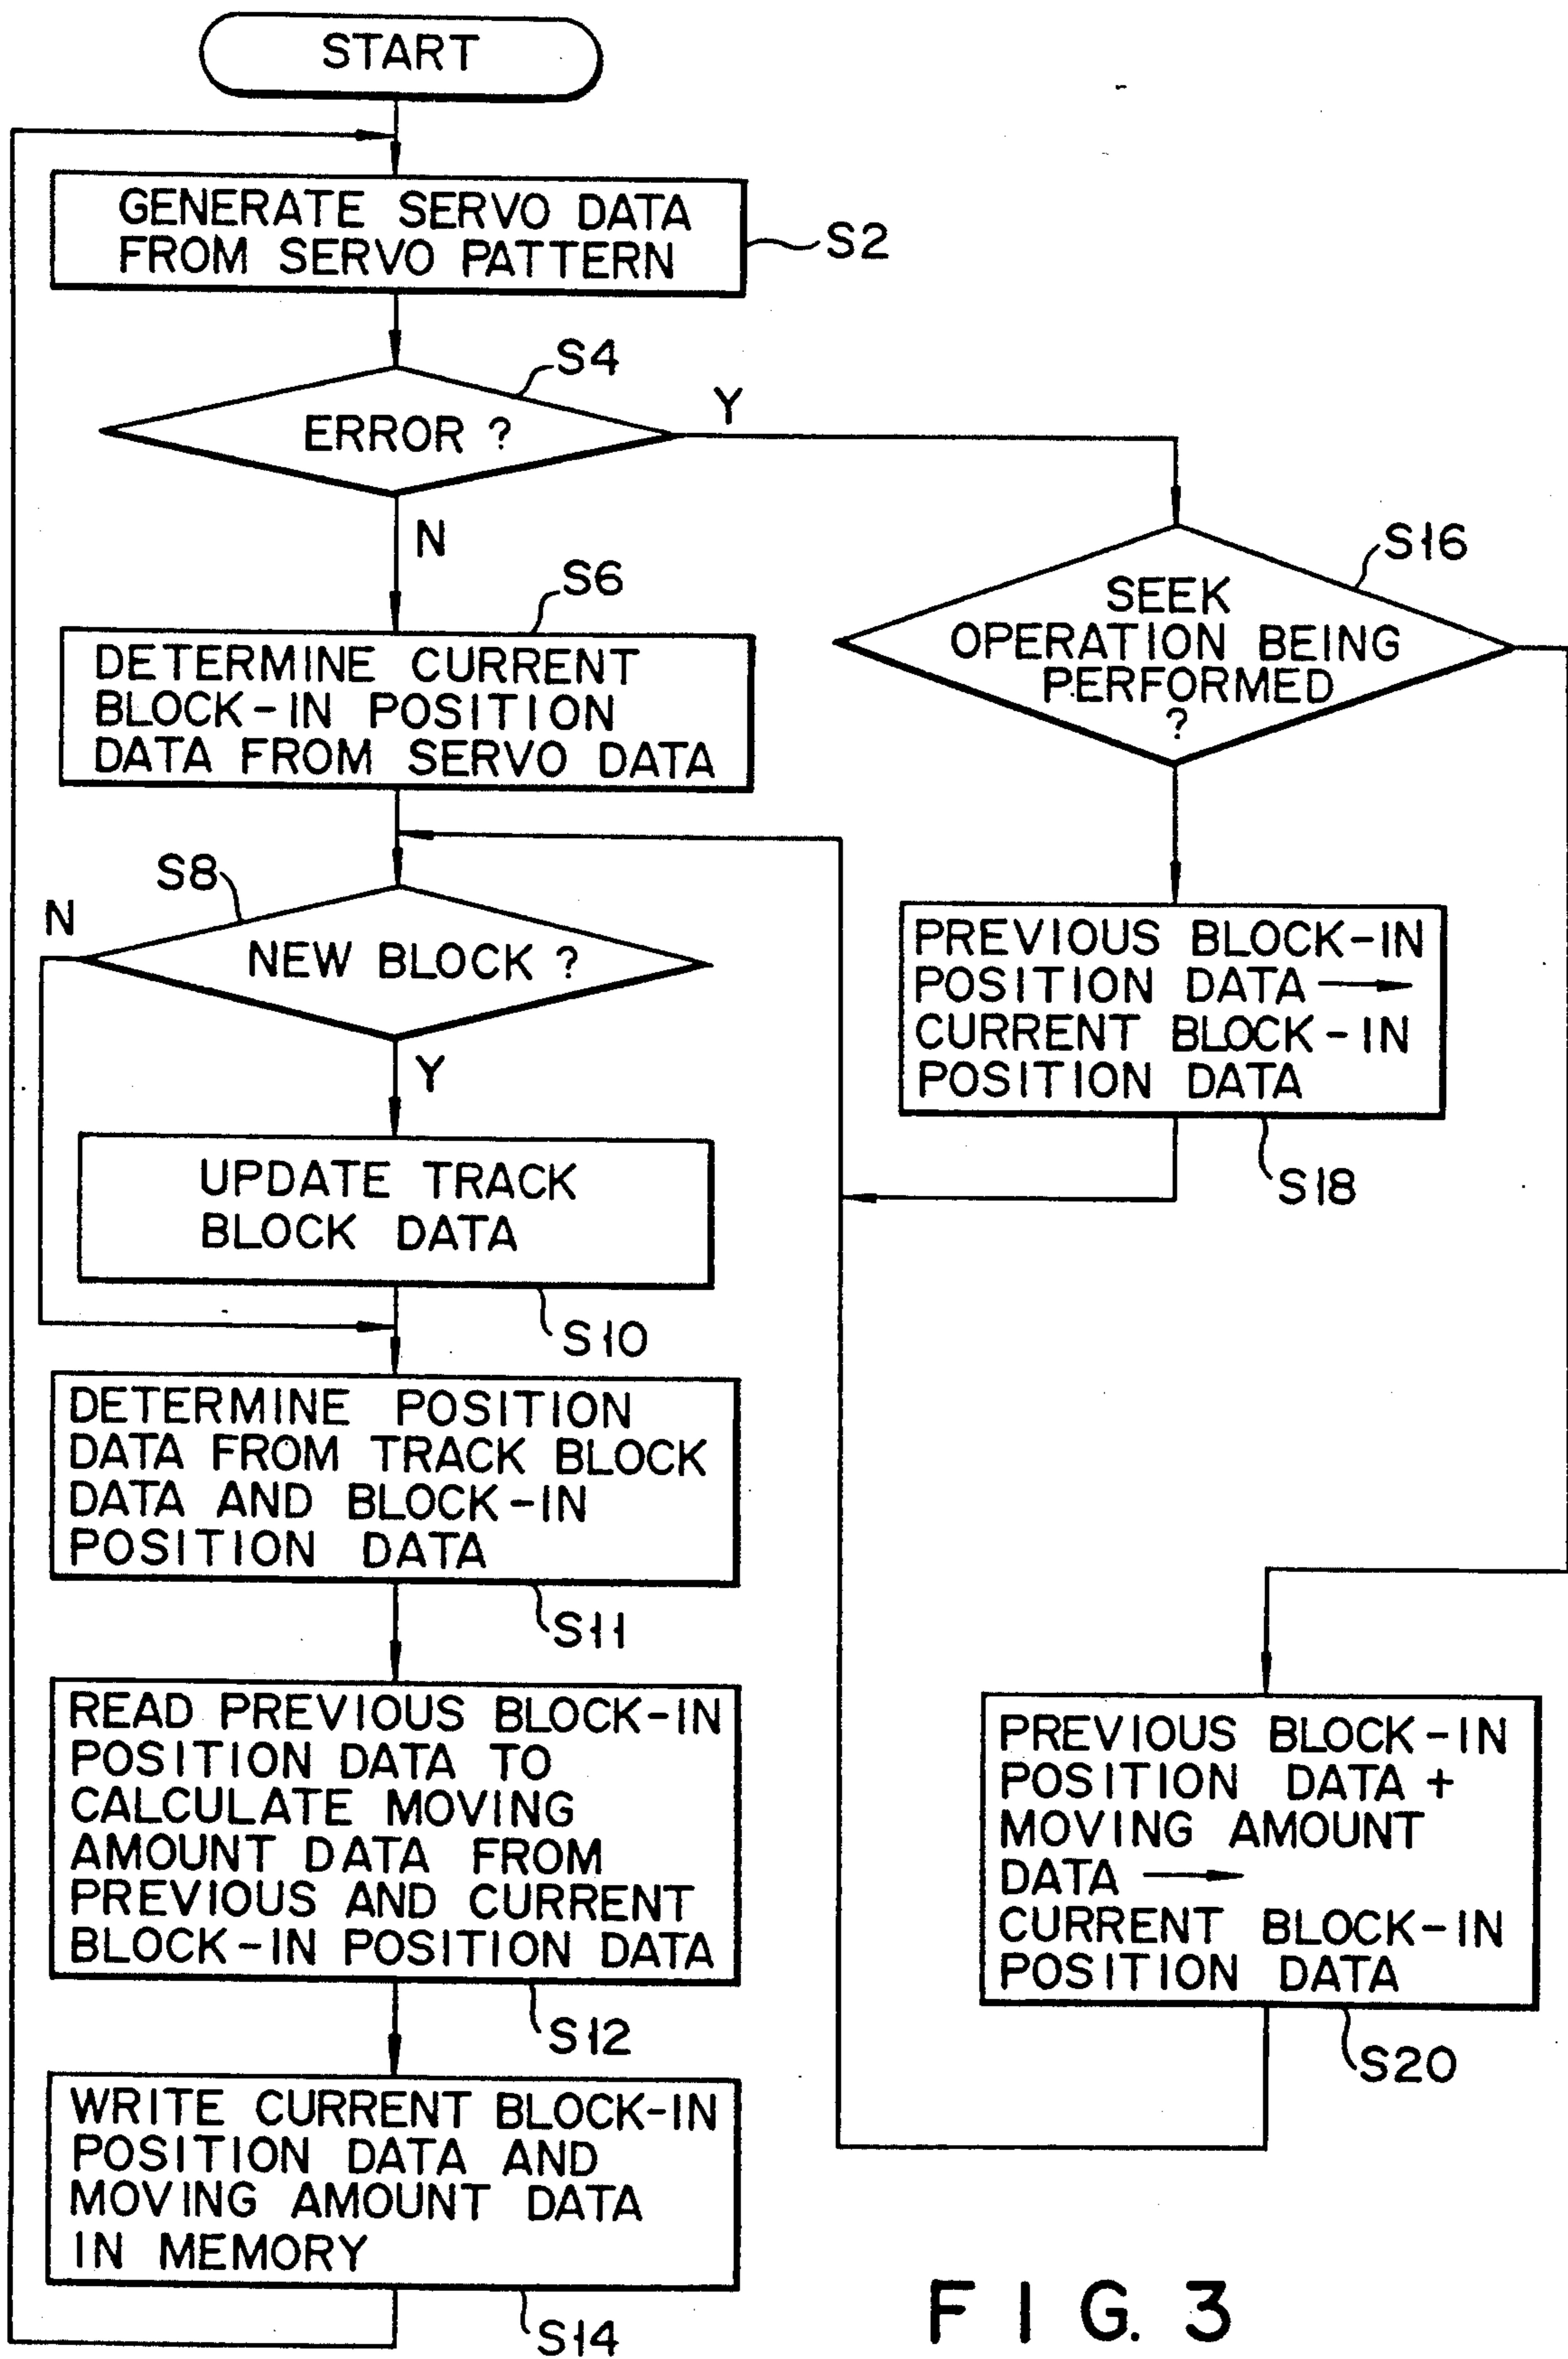 START
GENERATE SERVO DATA
FROM SERVO PATTERN
S2
S4
ERROR ?
Y
N
S6
DETERMINE CURRENT
BLOCK-IN POSITION
DATA FROM SERVO DATA
S8
N
NEW BLOCK ?
Y
UPDATE TRACK
BLOCK DATA
S10
DETERMINE POSITION
DATA FROM TRACK BLOCK
DATA AND BLOCK-IN
POSITION DATA
S11
READ PREVIOUS BLOCK-IN
POSITION DATA TO
CALCULATE MOVING
AMOUNT DATA FROM
PREVIOUS AND CURRENT
BLOCK-IN POSITION DATA
S12
WRITE CURRENT BLOCK-IN
POSITION DATA AND
MOVING AMOUNT DATA
IN MEMORY
S14
S16
SEEK
OPERATION BEING
PERFORMED
?
PREVIOUS BLOCK-IN
POSITION DATA →
CURRENT BLOCK-IN
POSITION DATA
S18
PREVIOUS BLOCK-IN
POSITION DATA +
MOVING AMOUNT
DATA →
CURRENT BLOCK-IN
POSITION DATA
S20
FIG. 3